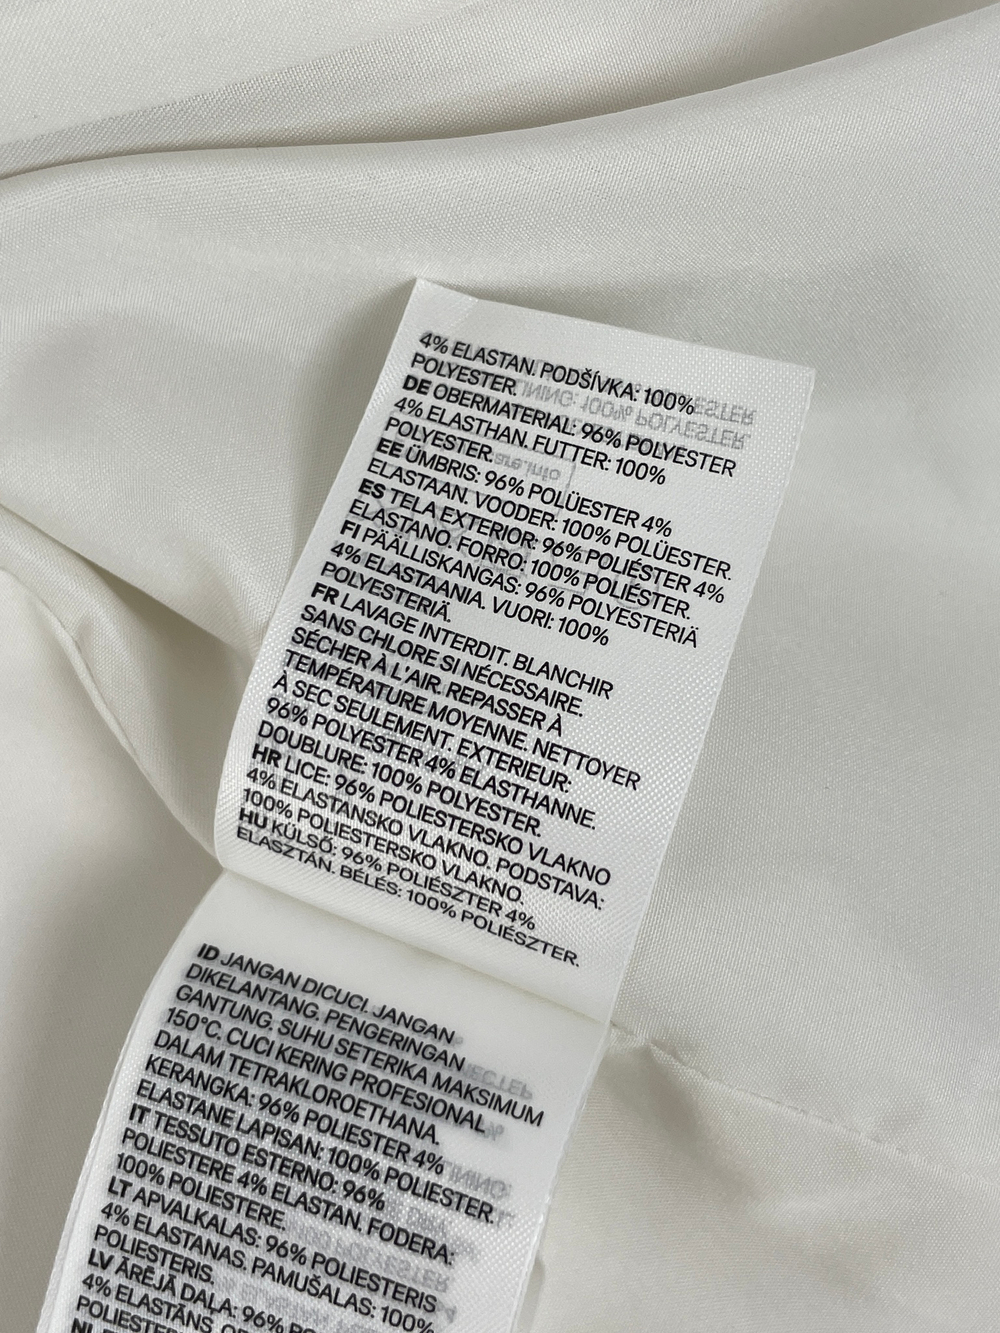 4% ELASTAN. PODŠÍVKA: 100%
POLYESTER.
DE OBERMATERIAL: 96% POLYESTER
4% ELASTHAN. FUTTER: 100%
POLYESTER.
EE ÜMBRIS: 96% POLÜESTER 4%
ELASTAAN. VOODER: 100% POLÜESTER.
ES TELA EXTERIOR: 96% POLIÉSTER 4%
ELASTANO. FORRO: 100% POLIÉSTER.
FI PÄÄLLISKANGAS: 96% POLYESTERIÄ
4% ELASTAANIA. VUORI: 100%
POLYESTERIÄ.
FR LAVAGE INTERDIT. BLANCHIR
SANS CHLORE SI NÉCESSAIRE.
SÉCHER À L'AIR. REPASSER À
TEMPÉRATURE MOYENNE. NETTOYER
À SEC SEULEMENT. EXTERIEUR:
96% POLYESTER 4% ELASTHANNE.
DOUBLURE: 100% POLYESTER.
HR LICE: 96% POLIESTERSKO VLAKNO
4% ELASTANSKO VLAKNO. PODSTAVA:
100% POLIESTERSKO VLAKNO.
HU KÜLSŐ: 96% POLIÉSZTER 4%
ELASZTÁN. BÉLÉS: 100% POLIÉSZTER.
ID JANGAN DICUCI. JANGAN
DIKELANTANG. PENGERINGAN
GANTUNG. SUHU SETERIKA MAKSIMUM
150°C. CUCI KERING PROFESIONAL
DALAM TETRAKLOROETHANA.
KERANGKA: 96% POLIESTER 4%
ELASTANE LAPISAN: 100% POLIESTER.
IT TESSUTO ESTERNO: 96%
POLIESTERE 4% ELASTAN. FODERA:
100% POLIESTERE.
LT APVALKALAS: 96% POLIESTERIS
4% ELASTANAS. PAMUŠALAS: 100%
POLIESTERIS.
LV ĀRĒJĀ DAĻA: 96%
4% ELASTĀNS.
NL